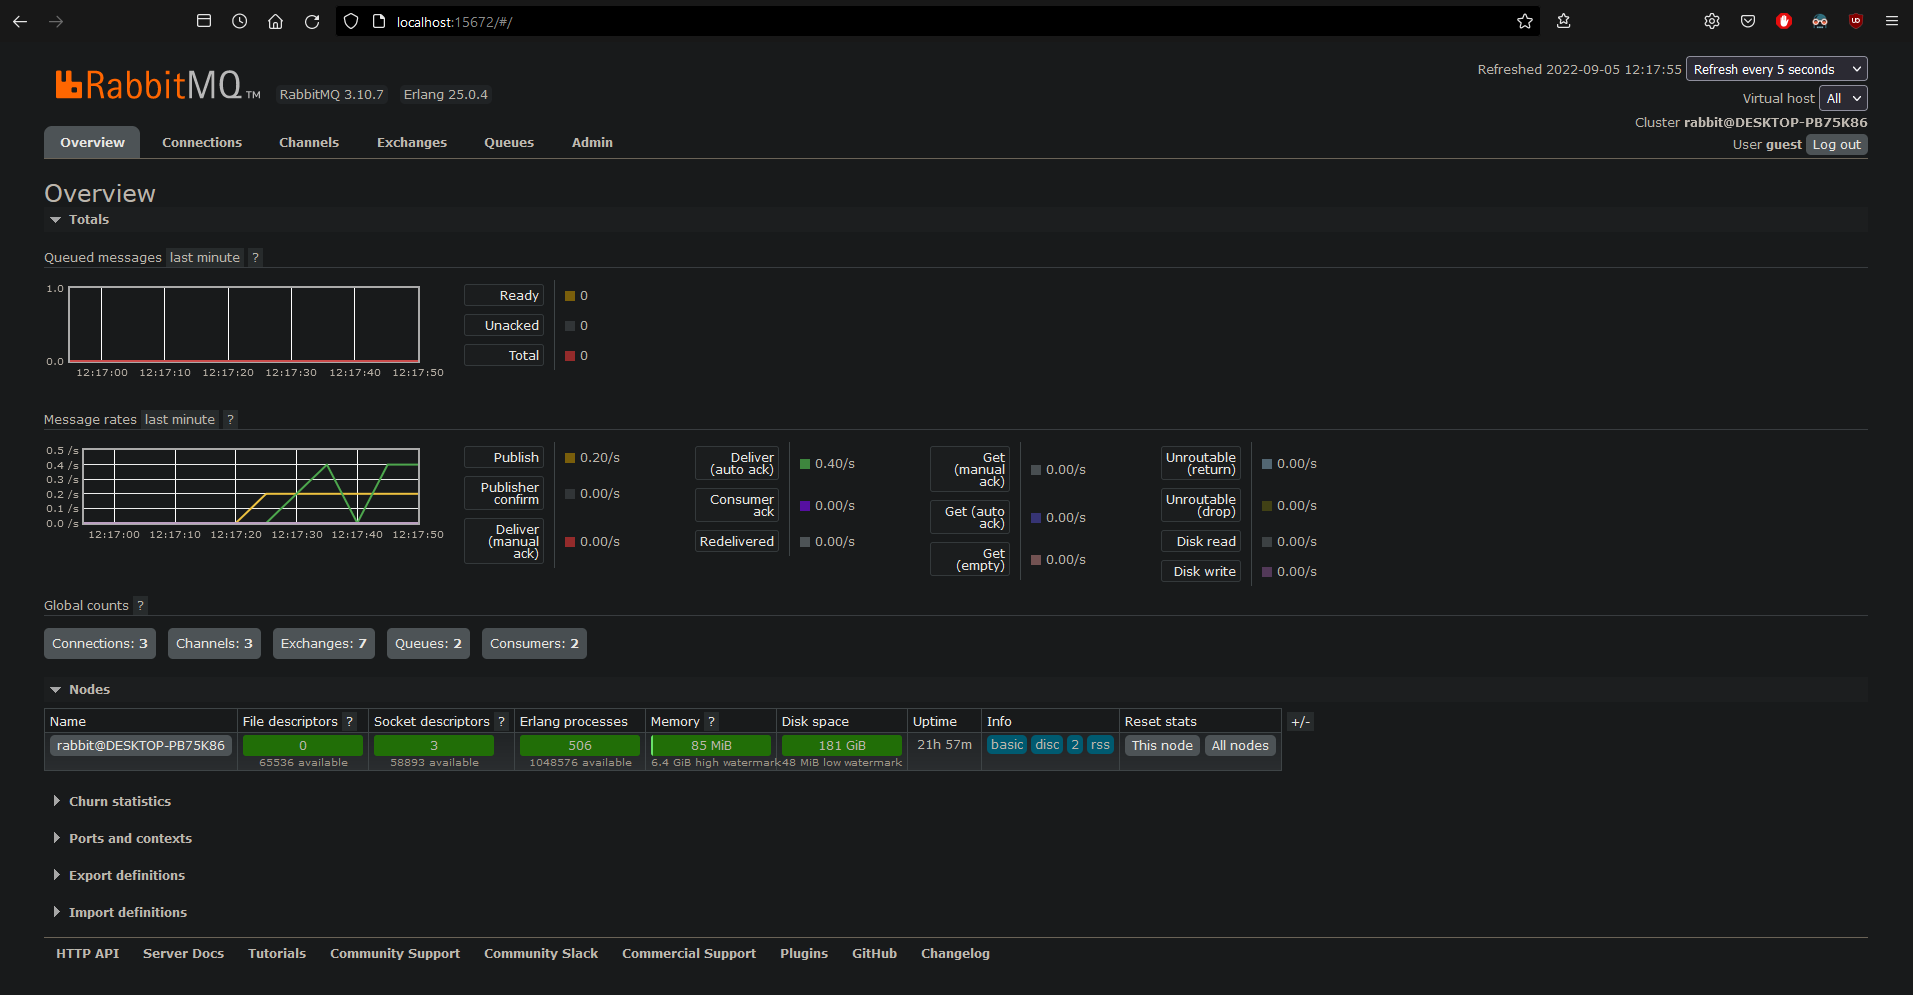 localhost:15672/#/
RabbitMQ TM RabbitMQ 3.10.7 Erlang 25.0.4
Refreshed 2022-09-05 12:17:55 Refresh every 5 seconds
Virtual host All
Cluster rabbit@DESKTOP-PB75K86
User guest Log out
Overview Connections Channels Exchanges Queues Admin
Overview
Totals
Queued messages last minute ?
1.0
0.0
12:17:00 12:17:10 12:17:20 12:17:30 12:17:40 12:17:50
Ready 0
Unacked 0
Total 0
Message rates last minute ?
0.5 /s
0.4 /s
0.3 /s
0.2 /s
0.1 /s
0.0 /s
12:17:00 12:17:10 12:17:20 12:17:30 12:17:40 12:17:50
Publish 0.20/s
Publisher
confirm 0.00/s
Deliver
(manual
ack) 0.00/s
Deliver
(auto ack) 0.40/s
Consumer
ack 0.00/s
Redelivered 0.00/s
Get
(manual
ack) 0.00/s
Get (auto
ack) 0.00/s
Get
(empty) 0.00/s
Unroutable
(return) 0.00/s
Unroutable
(drop) 0.00/s
Disk read 0.00/s
Disk write 0.00/s
Global counts ?
Connections: 3 Channels: 3 Exchanges: 7 Queues: 2 Consumers: 2
Nodes
Name File descriptors ? Socket descriptors ? Erlang processes Memory ? Disk space Uptime Info Reset stats +/-
rabbit@DESKTOP-PB75K86 0 3 506 85 MiB 181 GiB 21h 57m basic disc 2 rss This node All nodes
65536 available 58893 available 1048576 available 6.4 GiB high watermark 48 MiB low watermark
Churn statistics
Ports and contexts
Export definitions
Import definitions
HTTP API Server Docs Tutorials Community Support Community Slack Commercial Support Plugins GitHub Changelog